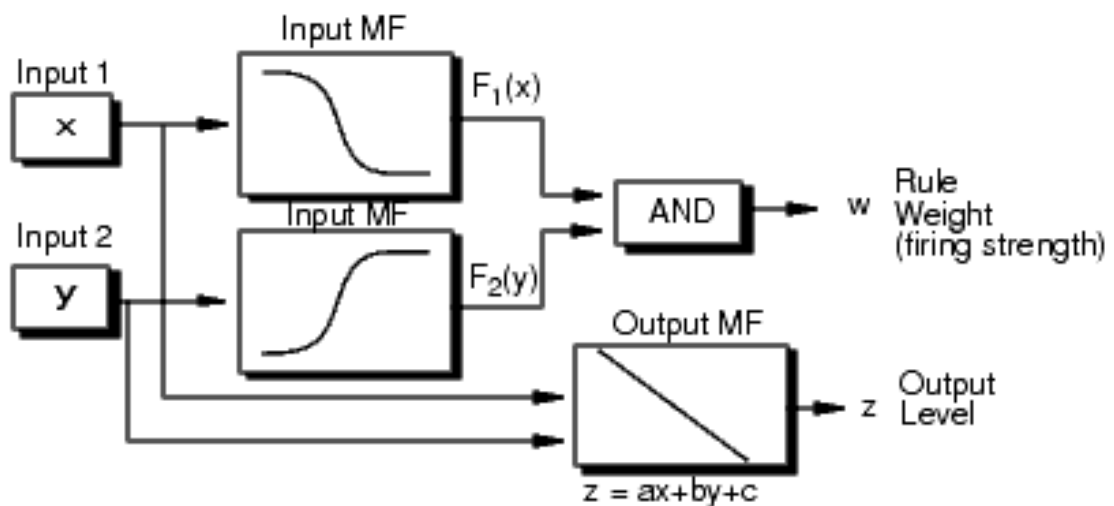 Input MF
Input 1
x
F1(x)
AND
w
Rule
Weight
(firing strength)
Input MF
Input 2
y
F2(y)
Output MF
z
Output
Level
z = ax+by+c